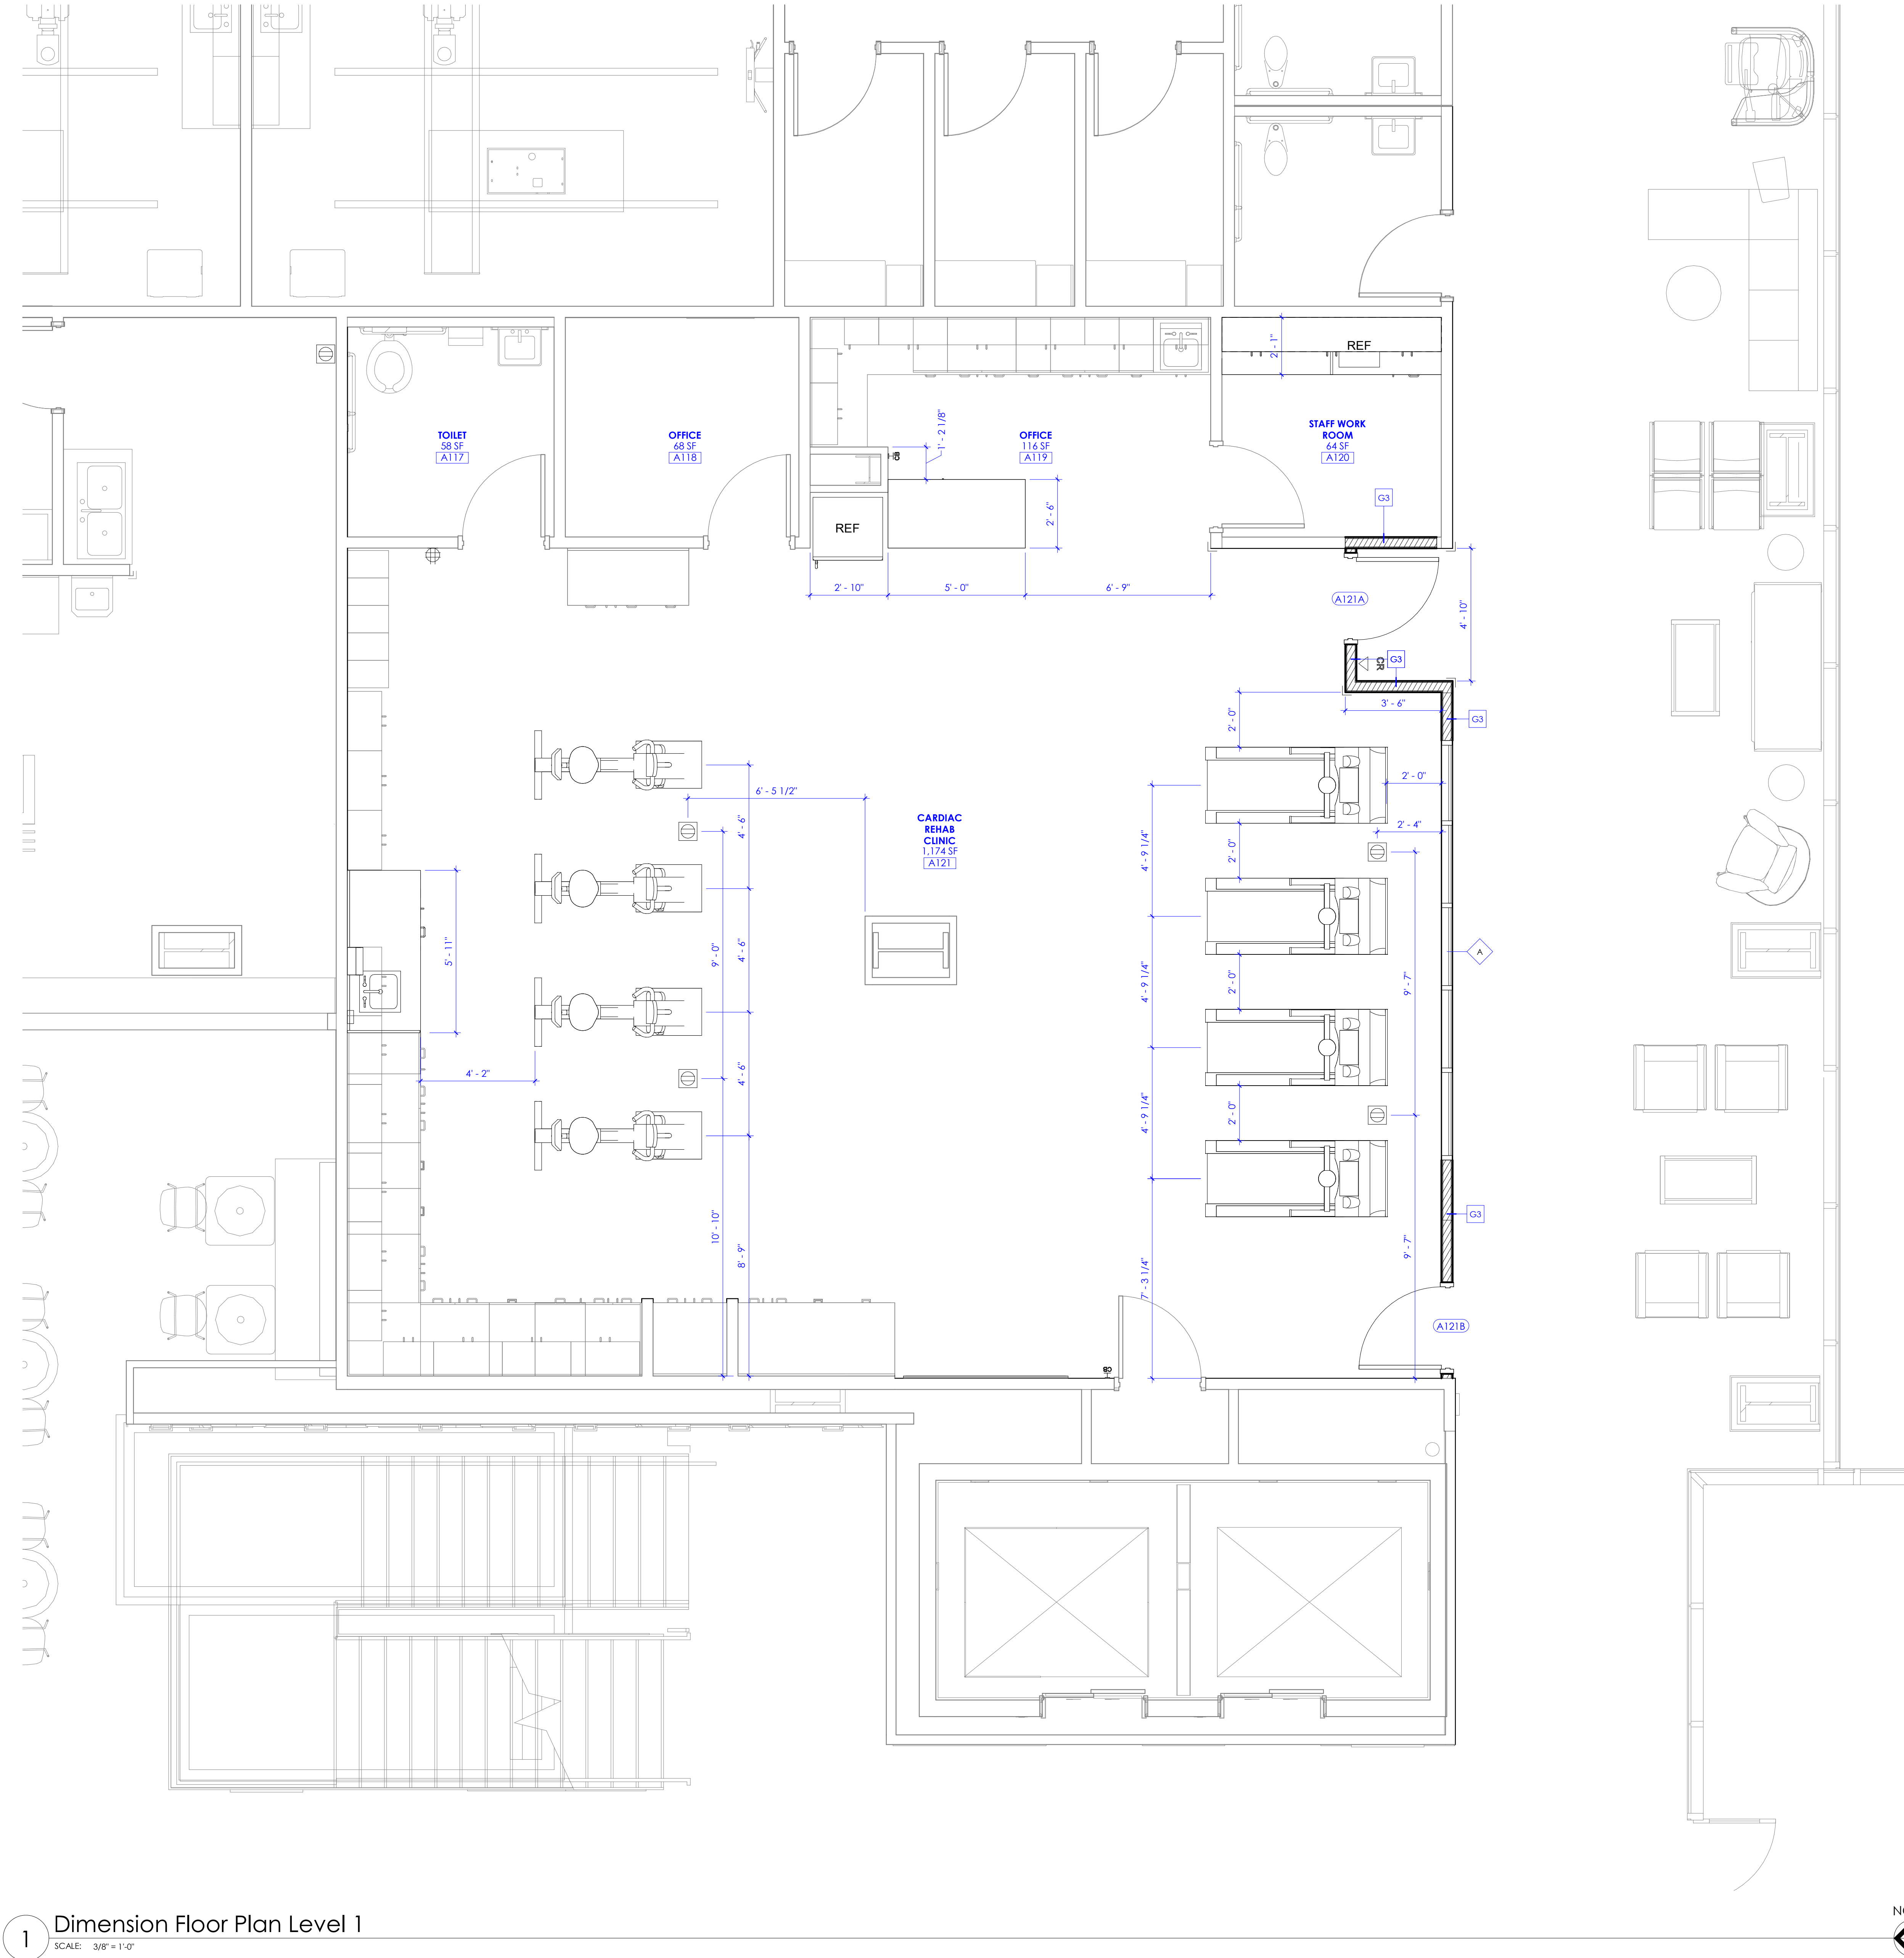 REF
2' - 1"
1' - 2 1/8"
TOILET
58 SF
A117
OFFICE
68 SF
A118
OFFICE
116 SF
A119
STAFF WORK
ROOM
64 SF
A120
G3
REF
2' - 6"
2' - 10"
5' - 0"
6' - 9"
A121A
4' - 10"
CR
G3
3' - 6"
G3
2' - 0"
2' - 0"
6' - 5 1/2"
4' - 6"
CARDIAC
REHAB
CLINIC
1,174 SF
A121
2' - 4"
4' - 9 1/4"
2' - 0"
5' - 11"
9' - 0"
4' - 6"
A
4' - 9 1/4"
2' - 0"
9' - 7"
4' - 2"
4' - 6"
4' - 9 1/4"
2' - 0"
G3
10' - 10"
8' - 9"
9' - 7"
7' - 3 1/4"
A121B
1
Dimension Floor Plan Level 1
SCALE: 3/8" = 1'-0"